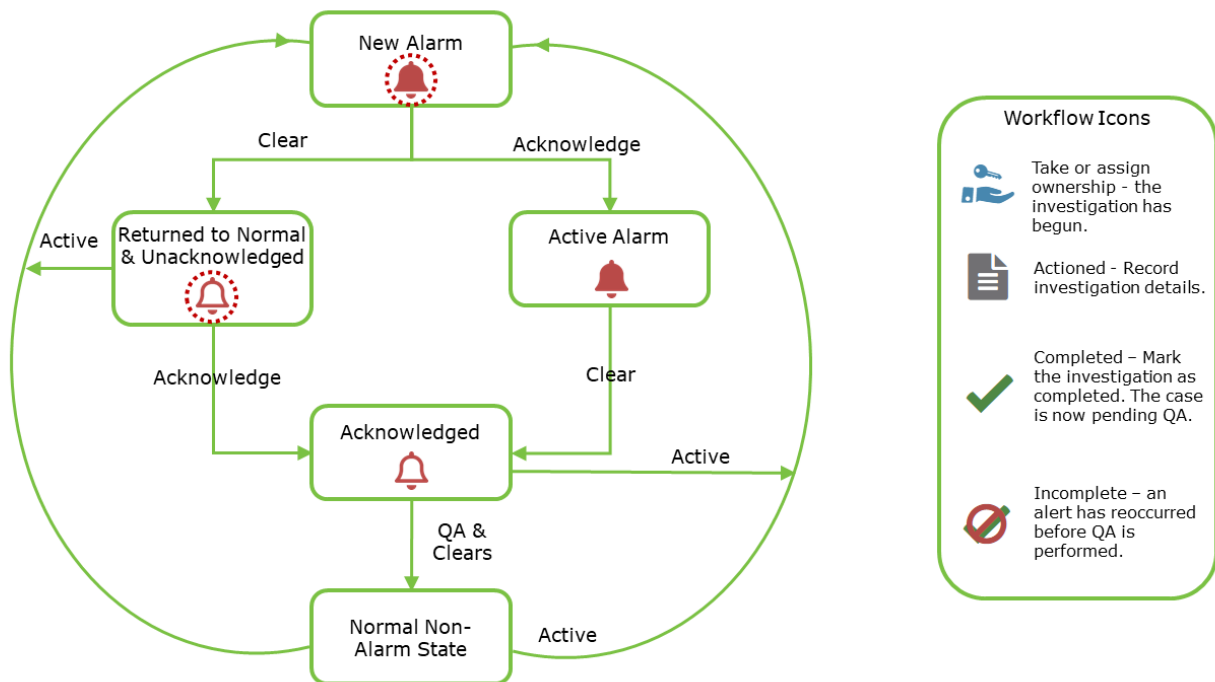 New Alarm
Clear
Acknowledge
Active
Returned to Normal
& Unacknowledged
Active Alarm
Acknowledge
Clear
Acknowledged
Active
QA &
Clears
Normal Non-
Alarm State
Active
Workflow Icons
Take or assign
ownership - the
investigation has
begun.
Actioned - Record
investigation details.
Completed – Mark
the investigation as
completed. The case
is now pending QA.
Incomplete – an
alert has reoccurred
before QA is
performed.